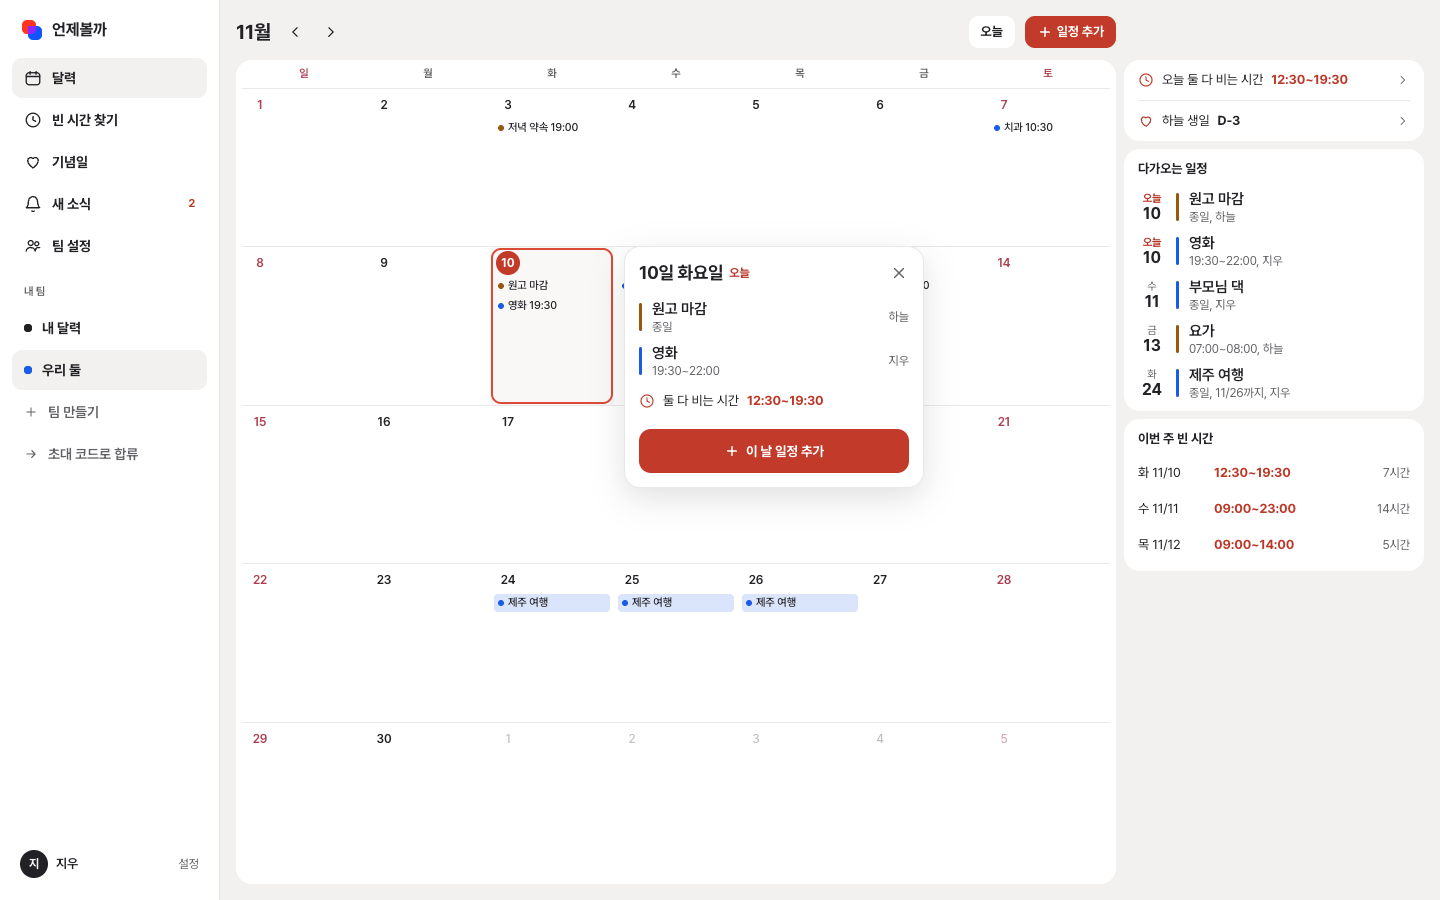 언제볼까
달력
빈 시간 찾기
기념일
새 소식 2
팀 설정
내 팀
내 달력
우리 둘
팀 만들기
초대 코드로 합류
지 지우 설정
11월
오늘
일정 추가
일 월 화 수 목 금 토
1 2 3 4 5 6 7
저녁 약속 19:00
치과 10:30
8 9 10 14
원고 마감
영화 19:30
0
10일 화요일 오늘
원고 마감
종일
하늘
영화
19:30~22:00
지우
둘 다 비는 시간 12:30~19:30
이 날 일정 추가
15 16 17 21
22 23 24 25 26 27 28
제주 여행 제주 여행 제주 여행
29 30 1 2 3 4 5
오늘 둘 다 비는 시간 12:30~19:30
하늘 생일 D-3
다가오는 일정
오늘
10
원고 마감
종일, 하늘
오늘
10
영화
19:30~22:00, 지우
수
11
부모님 댁
종일, 지우
금
13
요가
07:00~08:00, 하늘
화
24
제주 여행
종일, 11/26까지, 지우
이번 주 빈 시간
화 11/10 12:30~19:30 7시간
수 11/11 09:00~23:00 14시간
목 11/12 09:00~14:00 5시간